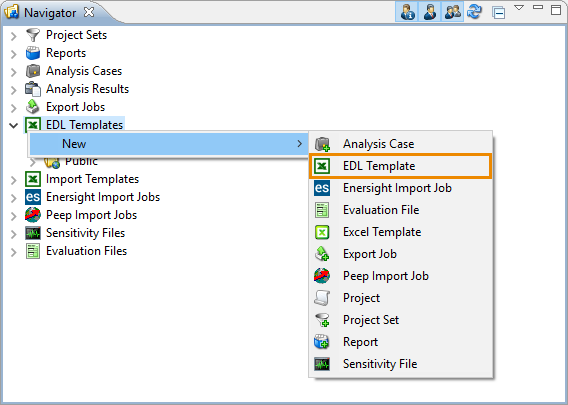 Navigator
Project Sets
Reports
Analysis Cases
Analysis Results
Export Jobs
EDL Templates
New
Public
Import Templates
es Enersight Import Jobs
Peep Import Jobs
Sensitivity Files
Evaluation Files
Analysis Case
EDL Template
es Enersight Import Job
Evaluation File
Excel Template
Export Job
Peep Import Job
Project
Project Set
Report
Sensitivity File